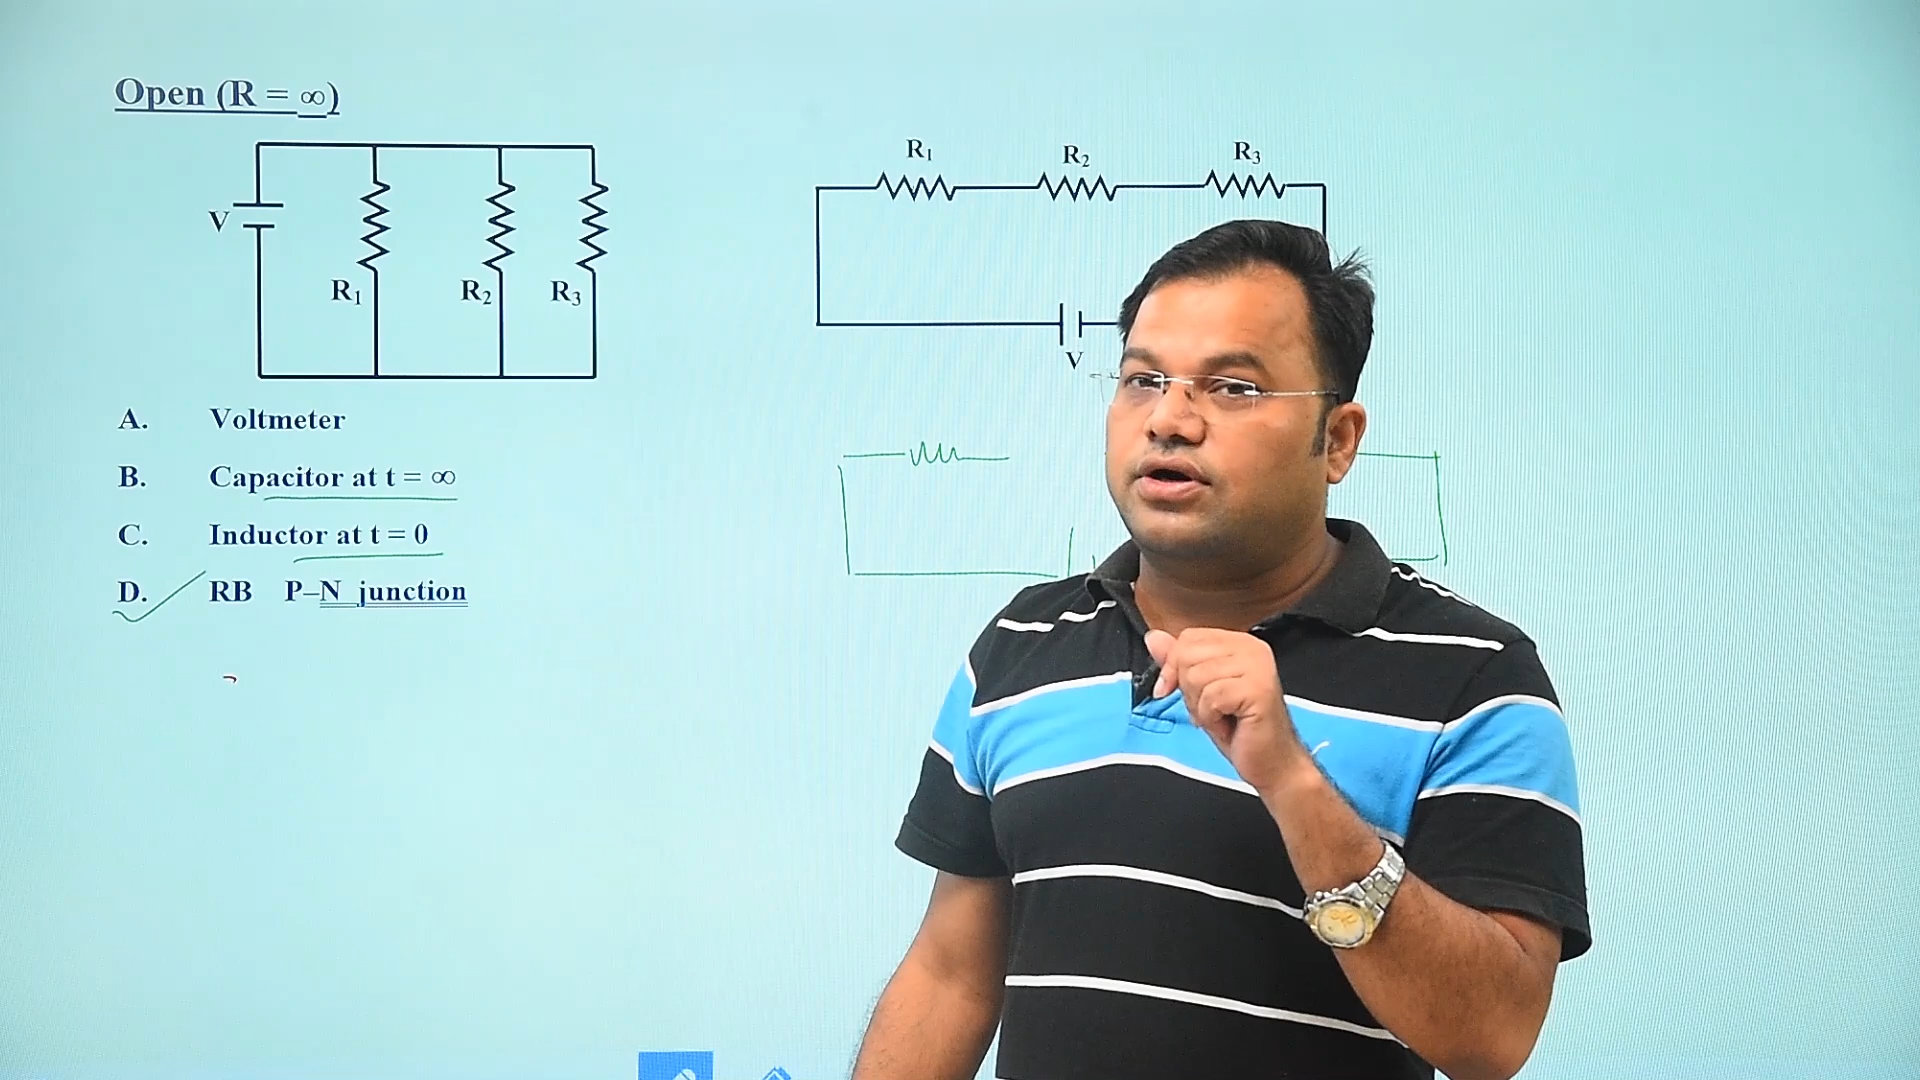 Open (R = ∞)
V
R1
R2
R3
R1
R2
R3
V
A. Voltmeter
B. Capacitor at t = ∞
C. Inductor at t = 0
D. RB P–N junction